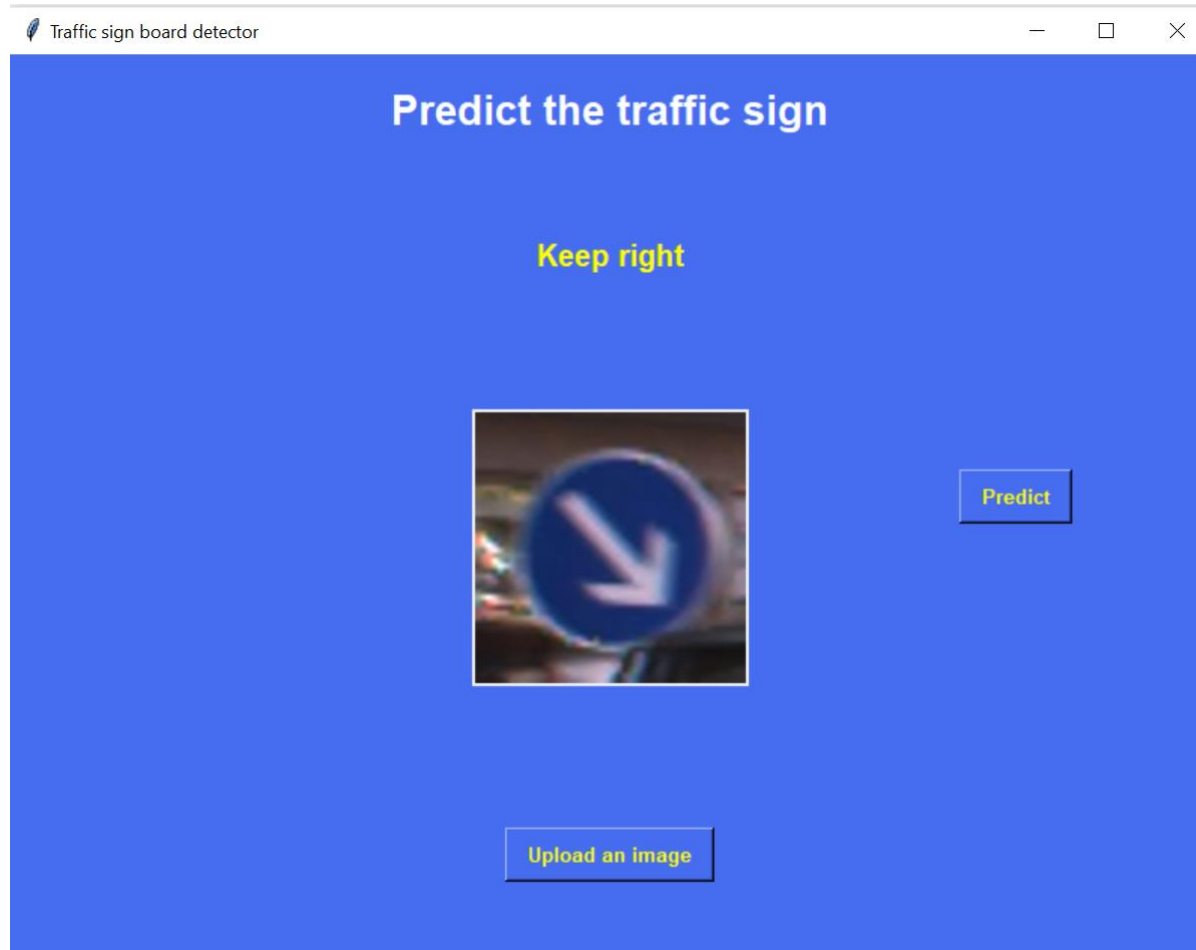 Traffic sign board detector
Predict the traffic sign
Keep right
Predict
Upload an image